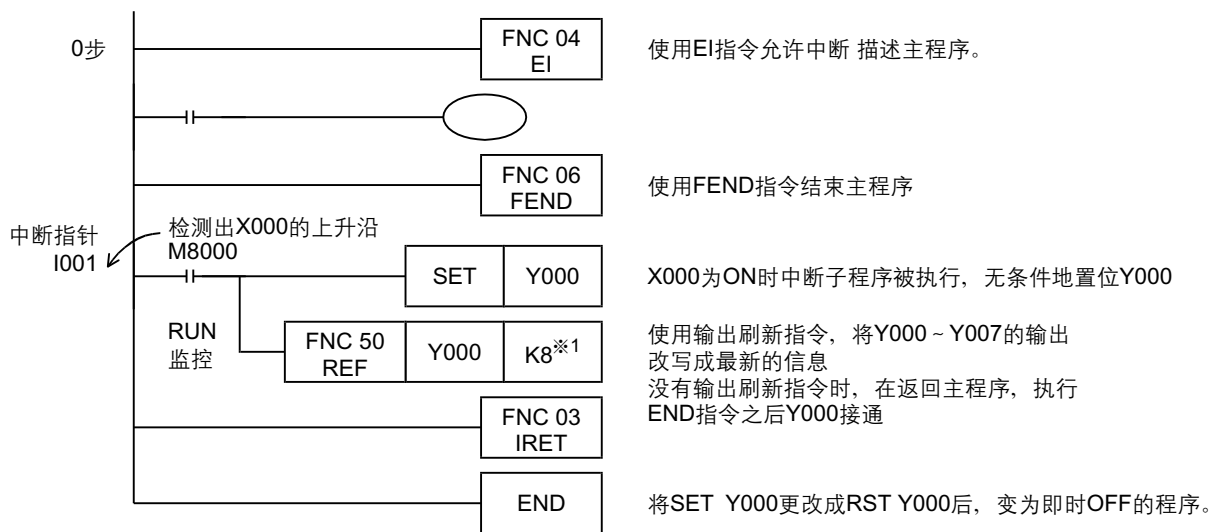 0步
FNC 04
EI
使用EI指令允许中断 描述主程序。
FNC 06
FEND
使用FEND指令结束主程序
中断指针
I001
检测出X000的上升沿
M8000
SET
Y000
X000为ON时中断子程序被执行，无条件地置位Y000
RUN
监控
FNC 50
REF
Y000
K8※1
使用输出刷新指令，将Y000～Y007的输出
改写成最新的信息
没有输出刷新指令时，在返回主程序，执行
END指令之后Y000接通
FNC 03
IRET
END
将SET Y000更改成RST Y000后，变为即时OFF的程序。